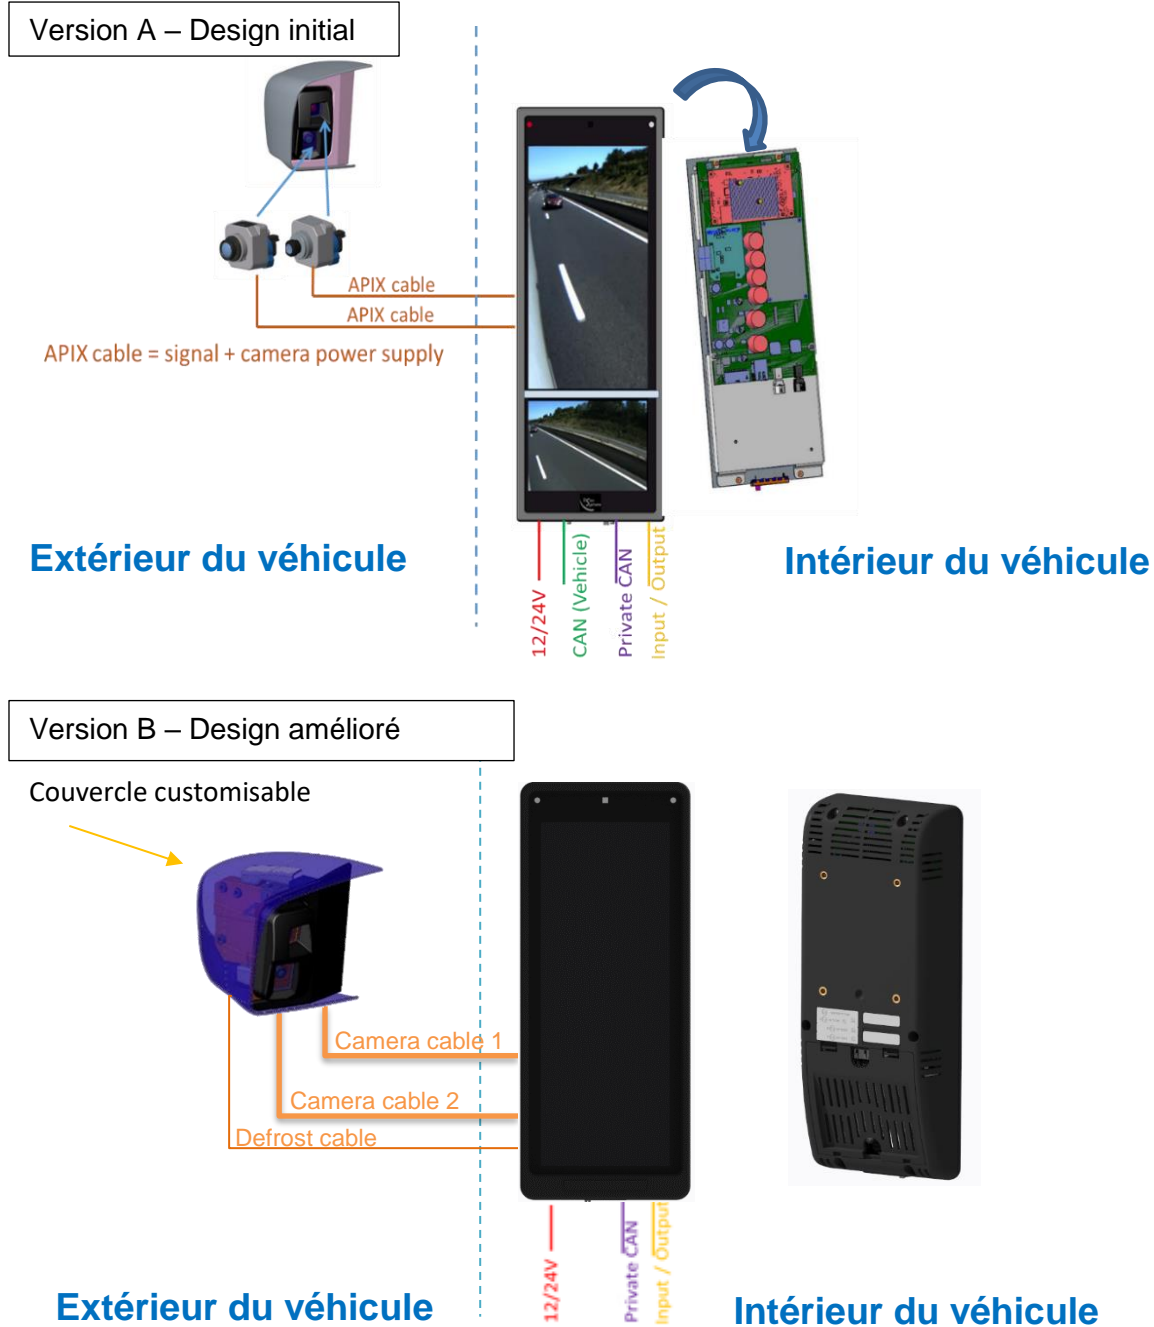 Version A – Design initial
APIX cable
APIX cable
APIX cable = signal + camera power supply
Extérieur du véhicule
12/24V
CAN (Vehicle)
Private CAN
Input / Output
Intérieur du véhicule
Version B – Design amélioré
Couvercle customisable
Camera cable 1
Camera cable 2
Defrost cable
12/24V
Private CAN
Input / Output
Extérieur du véhicule
Intérieur du véhicule